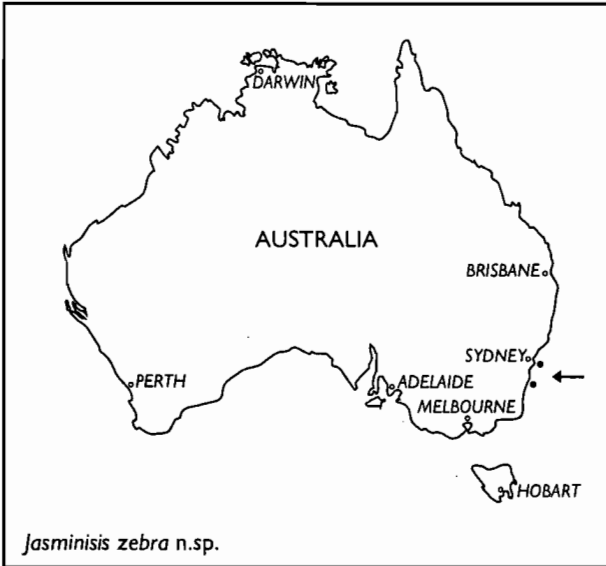 DARWIN
AUSTRALIA
BRISBANE
SYDNEY
PERTH
ADELAIDE
MELBOURNE
HOBART
Jasminisis zebra n.sp.